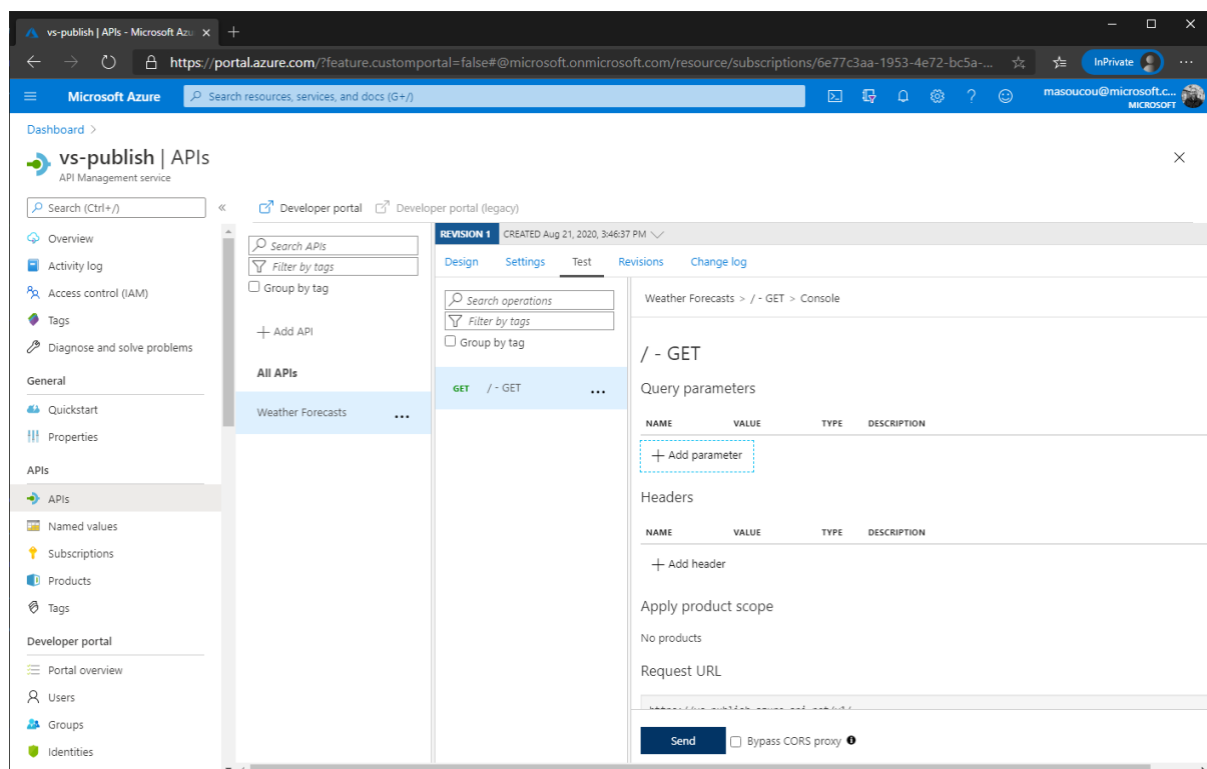 vs-publish | APIs - Microsoft Azu
https://portal.azure.com/?feature.customportal=false#@microsoft.onmicrosoft.com/resource/subscriptions/6e77c3aa-1953-4e72-bc5a-...
InPrivate
Microsoft Azure
Search resources, services, and docs (G+/)
masoucou@microsoft.c...
MICROSOFT
Dashboard >
vs-publish | APIs
API Management service
Search (Ctrl+/)
Overview
Activity log
Access control (IAM)
Tags
Diagnose and solve problems
General
Quickstart
Properties
APIs
APIs
Named values
Subscriptions
Products
Tags
Developer portal
Portal overview
Users
Groups
Identities
Developer portal
Developer portal (legacy)
Search APIs
Filter by tags
Group by tag
+ Add API
All APIs
Weather Forecasts
...
REVISION 1
CREATED Aug 21, 2020, 3:46:37 PM
Design Settings Test Revisions Change log
Search operations
Filter by tags
Group by tag
GET / - GET
...
Weather Forecasts > / - GET > Console
/ - GET
Query parameters
NAME VALUE TYPE DESCRIPTION
+ Add parameter
Headers
NAME VALUE TYPE DESCRIPTION
+ Add header
Apply product scope
No products
Request URL
Send
Bypass CORS proxy